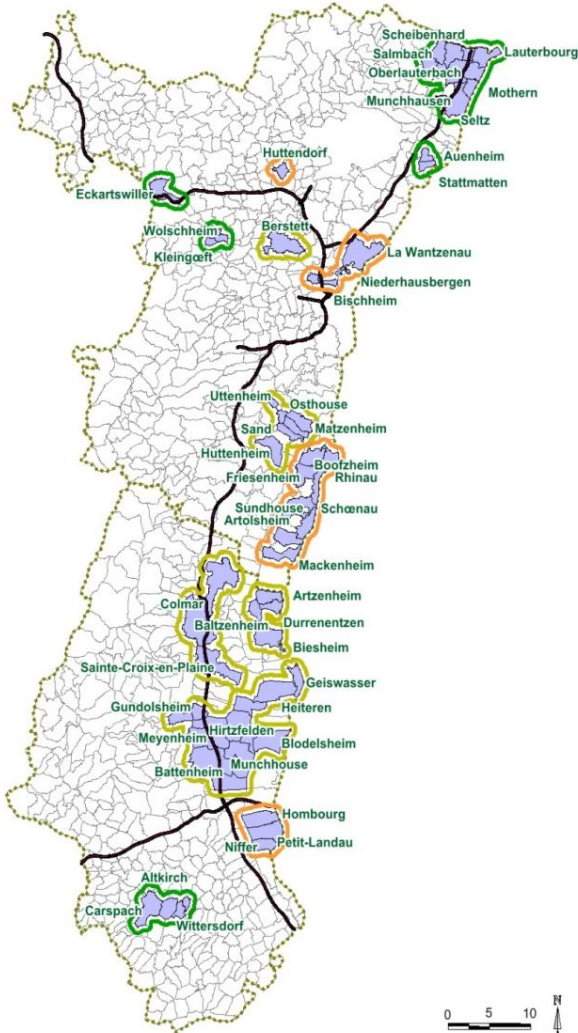 Scheibenhard
Salmbach
Lauterbourg
Oberlauterbach
Mothern
Munchhausen
Seltz
Huttendorf
Auenheim
Stattmatten
Eckartswiller
Wolschheim
Berstett
Kleingœft
La Wantzenau
Niederhausbergen
Bischheim
Uttenheim
Osthouse
Sand
Matzenheim
Huttenheim
Boofzheim
Friesenheim
Rhinau
Sundhouse
Schœnau
Artolsheim
Mackenheim
Artzenheim
Colmar
Baltzenheim
Durrenentzen
Biesheim
Sainte-Croix-en-Plaine
Geiswasser
Gundolsheim
Heiteren
Hirtzfelden
Meyenheim
Blodelsheim
Battenheim
Munchhouse
Hombourg
Niffer
Petit-Landau
Altkirch
Carspach
Wittersdorf
0 5 10
N